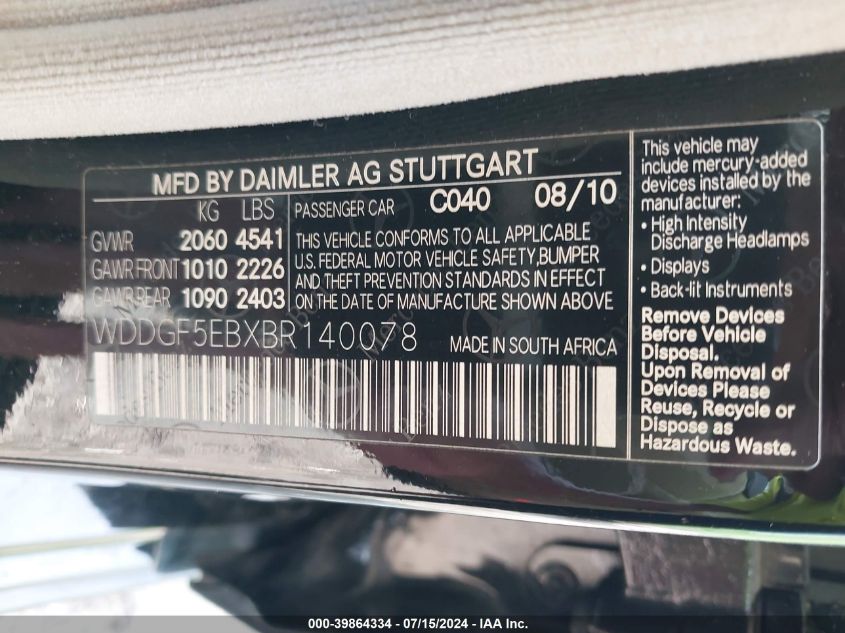 MFD BY DAIMLER AG STUTTGART
KG LBS
GVWR 2060 4541
GAWR FRONT 1010 2226
GAWR REAR 1090 2403
PASSENGER CAR C040 08/10
THIS VEHICLE CONFORMS TO ALL APPLICABLE
U.S. FEDERAL MOTOR VEHICLE SAFETY,BUMPER
AND THEFT PREVENTION STANDARDS IN EFFECT
ON THE DATE OF MANUFACTURE SHOWN ABOVE
WDDGF5EBXBR140078
MADE IN SOUTH AFRICA
This vehicle may
include mercury-added
devices installed by the
manufacturer:
• High Intensity
Discharge Headlamps
• Displays
• Back-lit Instruments
Remove Devices
Before Vehicle
Disposal.
Upon Removal of
Devices Please
Reuse, Recycle or
Dispose as
Hazardous Waste.
000-39864334 - 07/15/2024 - IAA Inc.